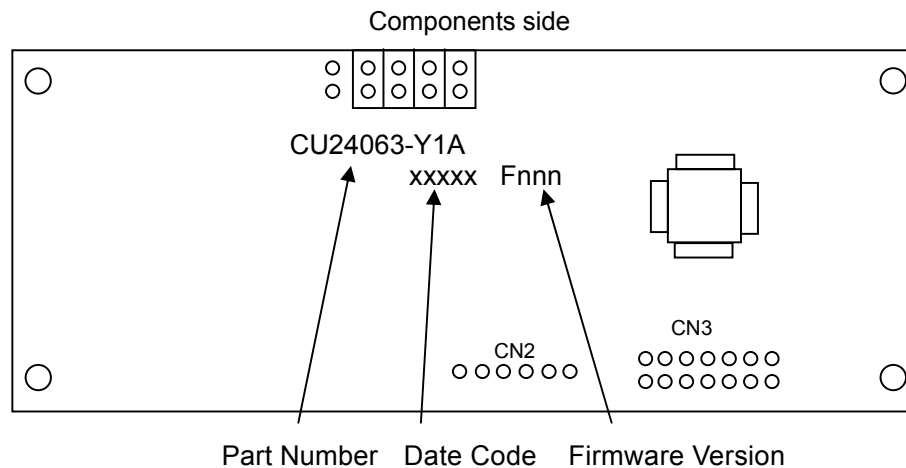 Components side
CU24063-Y1A
xxxxx Fnnn
CN3
CN2
Part Number Date Code Firmware Version